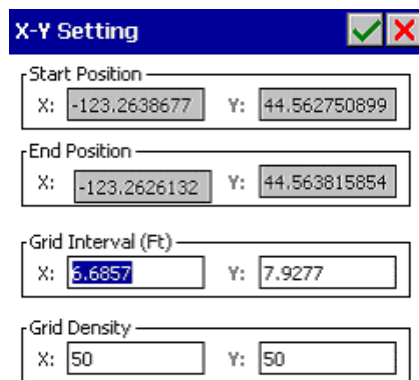 X-Y Setting
Start Position
X: -123.2638677 Y: 44.562750899
End Position
X: -123.2626132 Y: 44.563815854
Grid Interval (Ft)
X: 6.6857 Y: 7.9277
Grid Density
X: 50 Y: 50